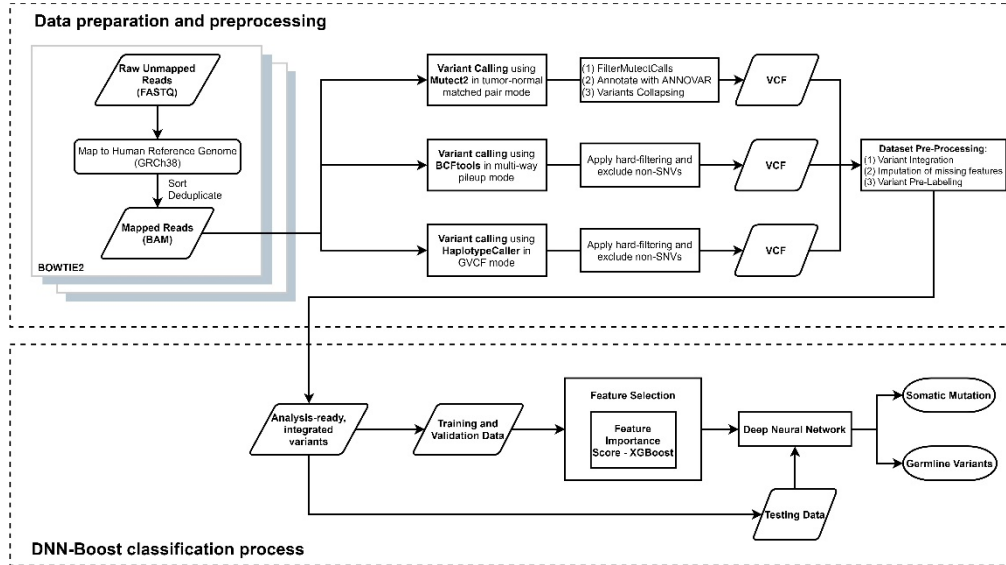 Data preparation and preprocessing
Raw Unmapped
Reads
(FASTQ)
Map to Human Reference Genome
(GRCh38)
Sort
Deduplicate
Mapped Reads
(BAM)
BOWTIE2
Variant Calling using
Mutect2 in tumor-normal
matched pair mode
(1) FilterMutectCalls
(2) Annotate with ANNOVAR
(3) Variants Collapsing
VCF
Variant calling using
BCFtools in multi-way
pileup mode
Apply hard-filtering and
exclude non-SNVs
VCF
Variant calling using
HaplotypeCaller in
GVCF mode
Apply hard-filtering and
exclude non-SNVs
VCF
Dataset Pre-Processing:
(1) Variant Integration
(2) Imputation of missing features
(3) Variant Pre-Labeling
Analysis-ready,
integrated
variants
Training and
Validation Data
Feature Selection
Feature
Importance
Score - XGBoost
Deep Neural Network
Somatic Mutation
Germline Variants
Testing Data
DNN-Boost classification process